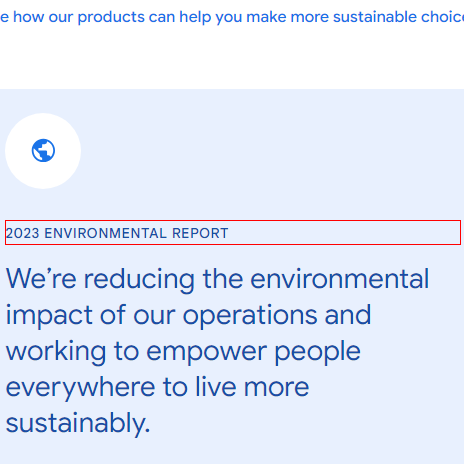 e how our products can help you make more sustainable choice
2023 ENVIRONMENTAL REPORT
We’re reducing the environmental
impact of our operations and
working to empower people
everywhere to live more
sustainably.